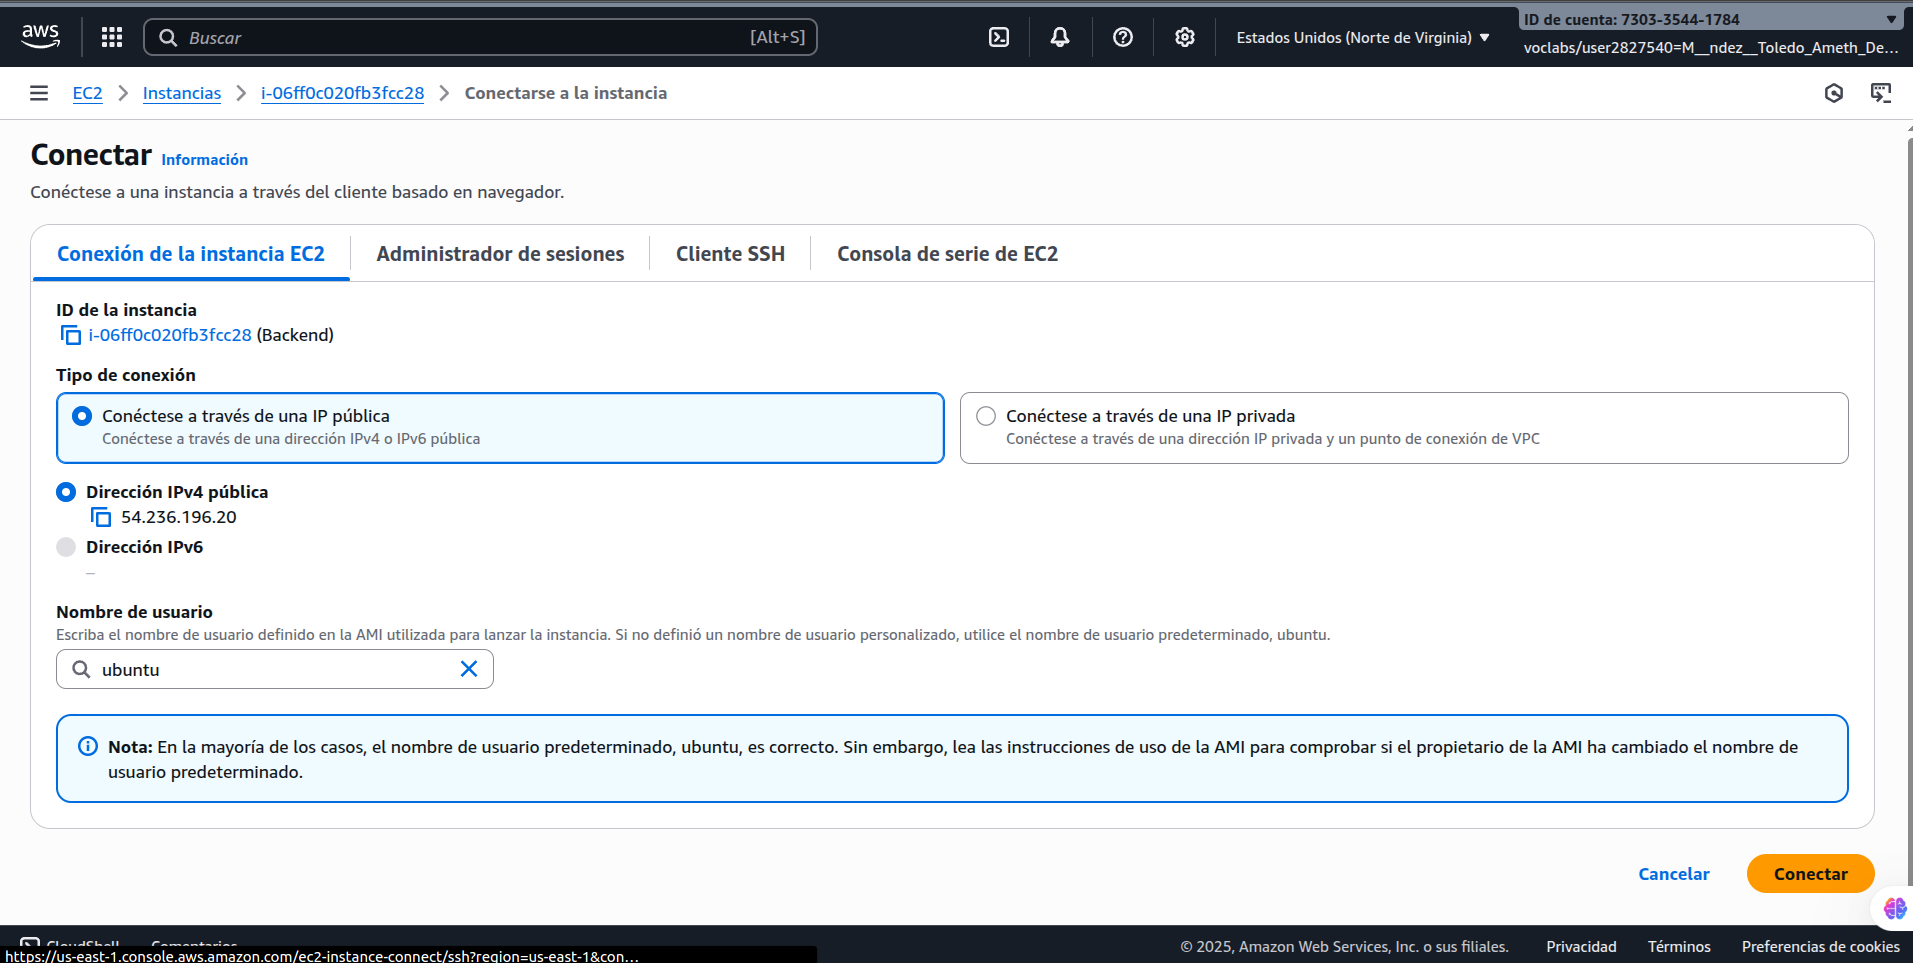 aws
Buscar
[Alt+S]
Estados Unidos (Norte de Virginia)
ID de cuenta: 7303-3544-1784
voclabs/user2827540=M__ndez__Toledo_Ameth_De...
EC2
Instancias
i-06ff0c020fb3fcc28
Conectarse a la instancia
Conectar
Información
Conéctese a una instancia a través del cliente basado en navegador.
Conexión de la instancia EC2
Administrador de sesiones
Cliente SSH
Consola de serie de EC2
ID de la instancia
i-06ff0c020fb3fcc28 (Backend)
Tipo de conexión
Conéctese a través de una IP pública
Conéctese a través de una dirección IPv4 o IPv6 pública
Conéctese a través de una IP privada
Conéctese a través de una dirección IP privada y un punto de conexión de VPC
Dirección IPv4 pública
54.236.196.20
Dirección IPv6
–
Nombre de usuario
Escriba el nombre de usuario definido en la AMI utilizada para lanzar la instancia. Si no definió un nombre de usuario personalizado, utilice el nombre de usuario predeterminado, ubuntu.
ubuntu
Nota: En la mayoría de los casos, el nombre de usuario predeterminado, ubuntu, es correcto. Sin embargo, lea las instrucciones de uso de la AMI para comprobar si el propietario de la AMI ha cambiado el nombre de
usuario predeterminado.
Cancelar
Conectar
CloudShell
Comentarios
© 2025, Amazon Web Services, Inc. o sus filiales.
Privacidad
Términos
Preferencias de cookies
https://us-east-1.console.aws.amazon.com/ec2-instance-connect/ssh?region=us-east-1&con...